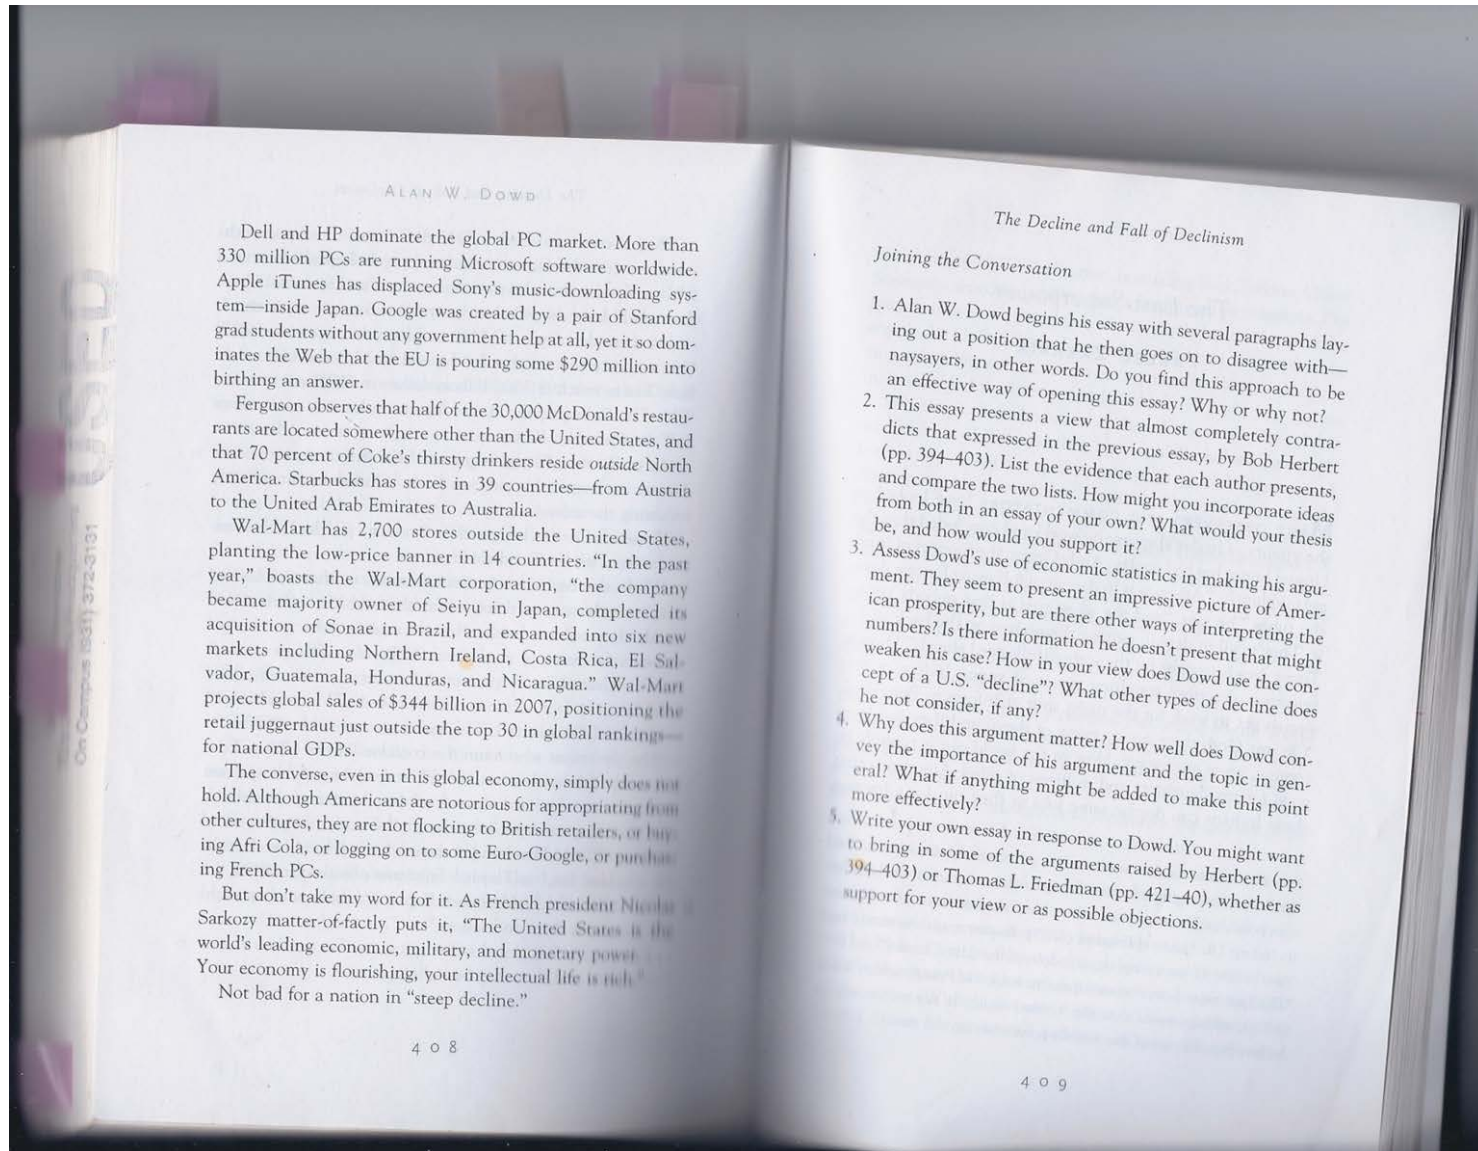 ALAN W. DOWD
Dell and HP dominate the global PC market. More than
330 million PCs are running Microsoft software worldwide.
Apple iTunes has displaced Sony's music-downloading sys-
tem—inside Japan. Google was created by a pair of Stanford
grad students without any government help at all, yet it so dom-
inates the Web that the EU is pouring some $290 million into
birthing an answer.
Ferguson observes that half of the 30,000 McDonald's restau-
rants are located somewhere other than the United States, and
that 70 percent of Coke's thirsty drinkers reside outside North
America. Starbucks has stores in 39 countries—from Austria
to the United Arab Emirates to Australia.
Wal-Mart has 2,700 stores outside the United States,
planting the low-price banner in 14 countries. “In the past
year,” boasts the Wal-Mart corporation, “the company
became majority owner of Seiyu in Japan, completed its
acquisition of Sonae in Brazil, and expanded into six new
markets including Northern Ireland, Costa Rica, El Sal-
vador, Guatemala, Honduras, and Nicaragua.” Wal-Mart
projects global sales of $344 billion in 2007, positioning the
retail juggernaut just outside the top 30 in global rankings—
for national GDPs.
The converse, even in this global economy, simply does not
hold. Although Americans are notorious for appropriating from
other cultures, they are not flocking to British retailers, or buy-
ing Afri Cola, or logging on to some Euro-Google, or purchas-
ing French PCs.
But don't take my word for it. As French president Nicolas
Sarkozy matter-of-factly puts it, “The United States is the
world's leading economic, military, and monetary power
Your economy is flourishing, your intellectual life is rich.”
Not bad for a nation in “steep decline.”
408
The Decline and Fall of Declinism
Joining the Conversation
1. Alan W. Dowd begins his essay with several paragraphs lay-
ing out a position that he then goes on to disagree with—
naysayers, in other words. Do you find this approach to be
an effective way of opening this essay? Why or why not?
2. This essay presents a view that almost completely contra-
dicts that expressed in the previous essay, by Bob Herbert
(pp. 394–403). List the evidence that each author presents,
and compare the two lists. How might you incorporate ideas
from both in an essay of your own? What would your thesis
be, and how would you support it?
3. Assess Dowd's use of economic statistics in making his argu-
ment. They seem to present an impressive picture of Amer-
ican prosperity, but are there other ways of interpreting the
numbers? Is there information he doesn't present that might
weaken his case? How in your view does Dowd use the con-
cept of a U.S. “decline”? What other types of decline does
he not consider, if any?
4. Why does this argument matter? How well does Dowd con-
vey the importance of his argument and the topic in gen-
eral? What if anything might be added to make this point
more effectively?
5. Write your own essay in response to Dowd. You might want
to bring in some of the arguments raised by Herbert (pp.
394–403) or Thomas L. Friedman (pp. 421–40), whether as
support for your view or as possible objections.
409
USED
On Campus (931) 372-3131